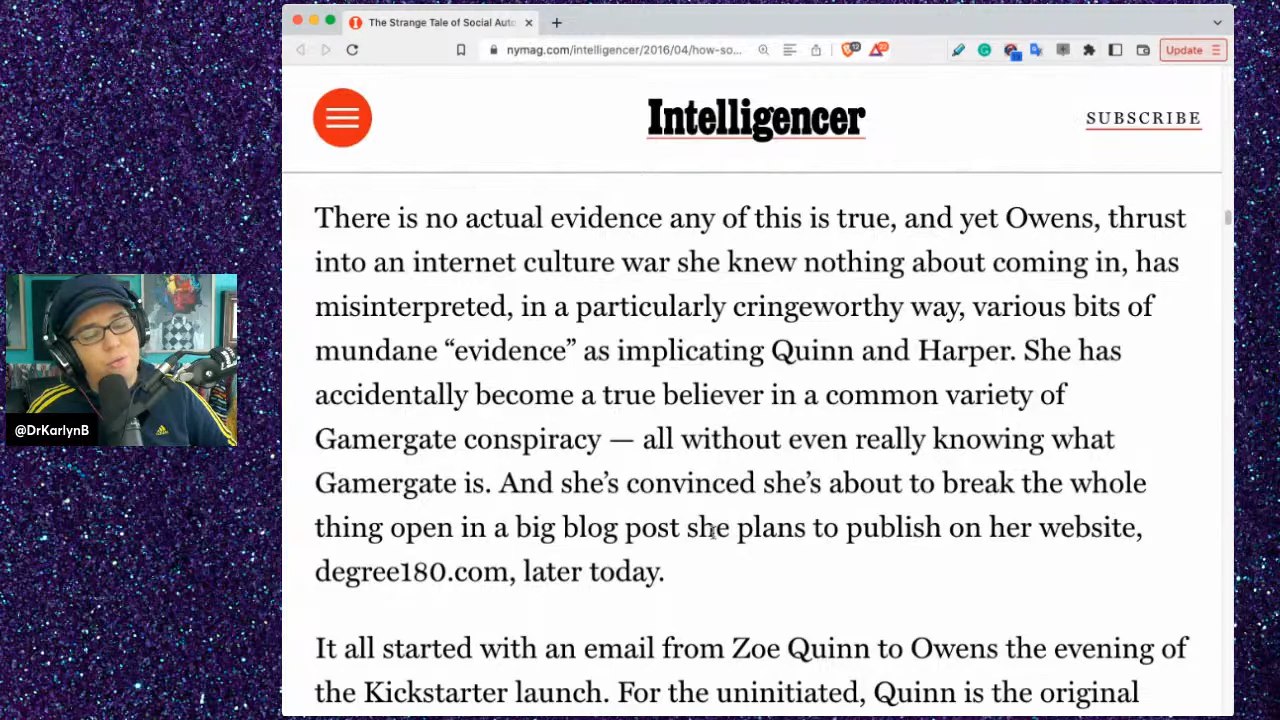 The Strange Tale of Social Auto
nymag.com/intelligencer/2016/04/how-so...
Update
Intelligencer
SUBSCRIBE
There is no actual evidence any of this is true, and yet Owens, thrust
into an internet culture war she knew nothing about coming in, has
misinterpreted, in a particularly cringeworthy way, various bits of
mundane “evidence” as implicating Quinn and Harper. She has
accidentally become a true believer in a common variety of
Gamergate conspiracy — all without even really knowing what
Gamergate is. And she’s convinced she’s about to break the whole
thing open in a big blog post she plans to publish on her website,
degree180.com, later today.
It all started with an email from Zoe Quinn to Owens the evening of
the Kickstarter launch. For the uninitiated, Quinn is the original
@DrKarlynB